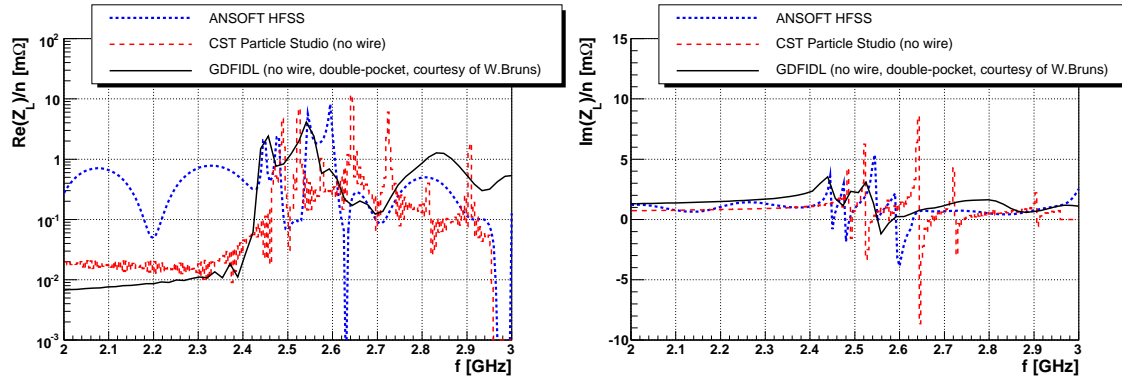 ANSOFT HFSS
CST Particle Studio (no wire)
GDFIDL (no wire, double-pocket, courtesy of W.Bruns)
Re(Z_L)/n [mΩ]
10^2
10
1
10^-1
10^-2
10^-3
2 2.1 2.2 2.3 2.4 2.5 2.6 2.7 2.8 2.9 3
f [GHz]
ANSOFT HFSS
CST Particle Studio (no wire)
GDFIDL (no wire, double-pocket, courtesy of W.Bruns)
Im(Z_L)/n [mΩ]
15
10
5
0
-5
-10
2 2.1 2.2 2.3 2.4 2.5 2.6 2.7 2.8 2.9 3
f [GHz]